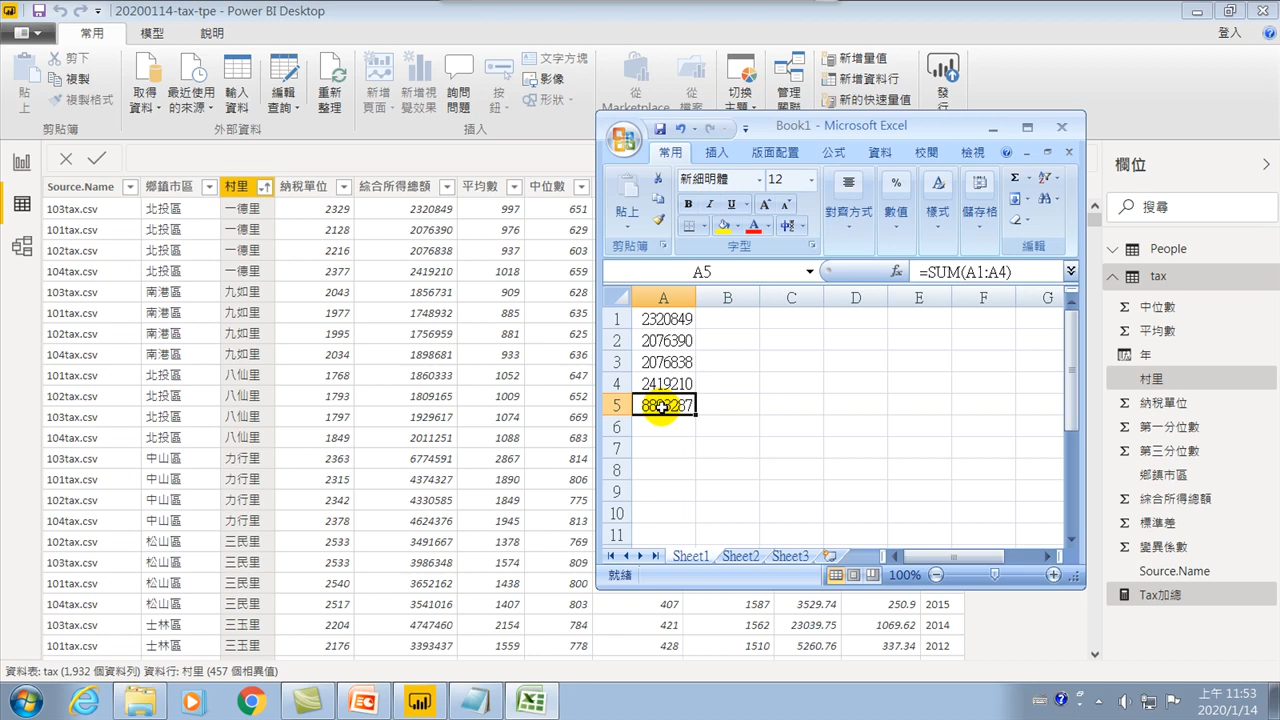 20200114-tax-tpe - Power BI Desktop
常用 模型 說明 登入
剪下
複製
複製格式
貼上
取得資料 最近使用的來源 輸入資料 編輯查詢 重新整理
新增頁面 新增視覺效果 詢問問題 按鈕
文字方塊
影像
形狀
從 Marketplace 從 檔案
切換主題 管理關聯
新增量值
新增資料行
新的快速量值
發行
剪貼簿 外部資料 插入
Source.Name 鄉鎮市區 村里 納稅單位 綜合所得總額 平均數 中位數
103tax.csv 北投區 一德里 2329 2320849 997 651
101tax.csv 北投區 一德里 2128 2076390 976 629
102tax.csv 北投區 一德里 2216 2076838 937 603
104tax.csv 北投區 一德里 2377 2419210 1018 659
103tax.csv 南港區 九如里 2043 1856731 909 628
101tax.csv 南港區 九如里 1977 1748932 885 635
102tax.csv 南港區 九如里 1995 1756959 881 625
104tax.csv 南港區 九如里 2034 1898681 933 636
101tax.csv 北投區 八仙里 1768 1860333 1052 647
102tax.csv 北投區 八仙里 1793 1809165 1009 652
103tax.csv 北投區 八仙里 1797 1929617 1074 669
104tax.csv 北投區 八仙里 1849 2011251 1088 683
103tax.csv 中山區 力行里 2363 6774591 2867 814
101tax.csv 中山區 力行里 2315 4374327 1890 806
102tax.csv 中山區 力行里 2342 4330585 1849 775
104tax.csv 中山區 力行里 2378 4624376 1945 813
102tax.csv 松山區 三民里 2533 3491667 1378 769
103tax.csv 松山區 三民里 2533 3986348 1574 809
101tax.csv 松山區 三民里 2540 3652162 1438 800
104tax.csv 松山區 三民里 2517 3541016 1407 803 407 1587 3529.74 250.9 2015
103tax.csv 士林區 三玉里 2204 4747460 2154 784 421 1562 23039.75 1069.62 2014
101tax.csv 士林區 三玉里 2176 3393437 1559 778 428 1510 5260.76 337.34 2012
資料表: tax (1,932 個資料列) 資料行: 村里 (457 個相異值)
Book1 - Microsoft Excel
常用 插入 版面配置 公式 資料 校閱 檢視
貼上
新細明體 12
B I U
對齊方式 數值 樣式 儲存格
剪貼簿 字型 編輯
A5 =SUM(A1:A4)
A B C D E F G
1 2320849
2 2076390
3 2076838
4 2419210
5 8893287
6
7
8
9
10
11
Sheet1 Sheet2 Sheet3
就緒 100%
欄位
搜尋
People
tax
中位數
平均數
年
村里
納稅單位
第一分位數
第三分位數
鄉鎮市區
綜合所得總額
標準差
變異係數
Source.Name
Tax加總
上午 11:53
2020/1/14